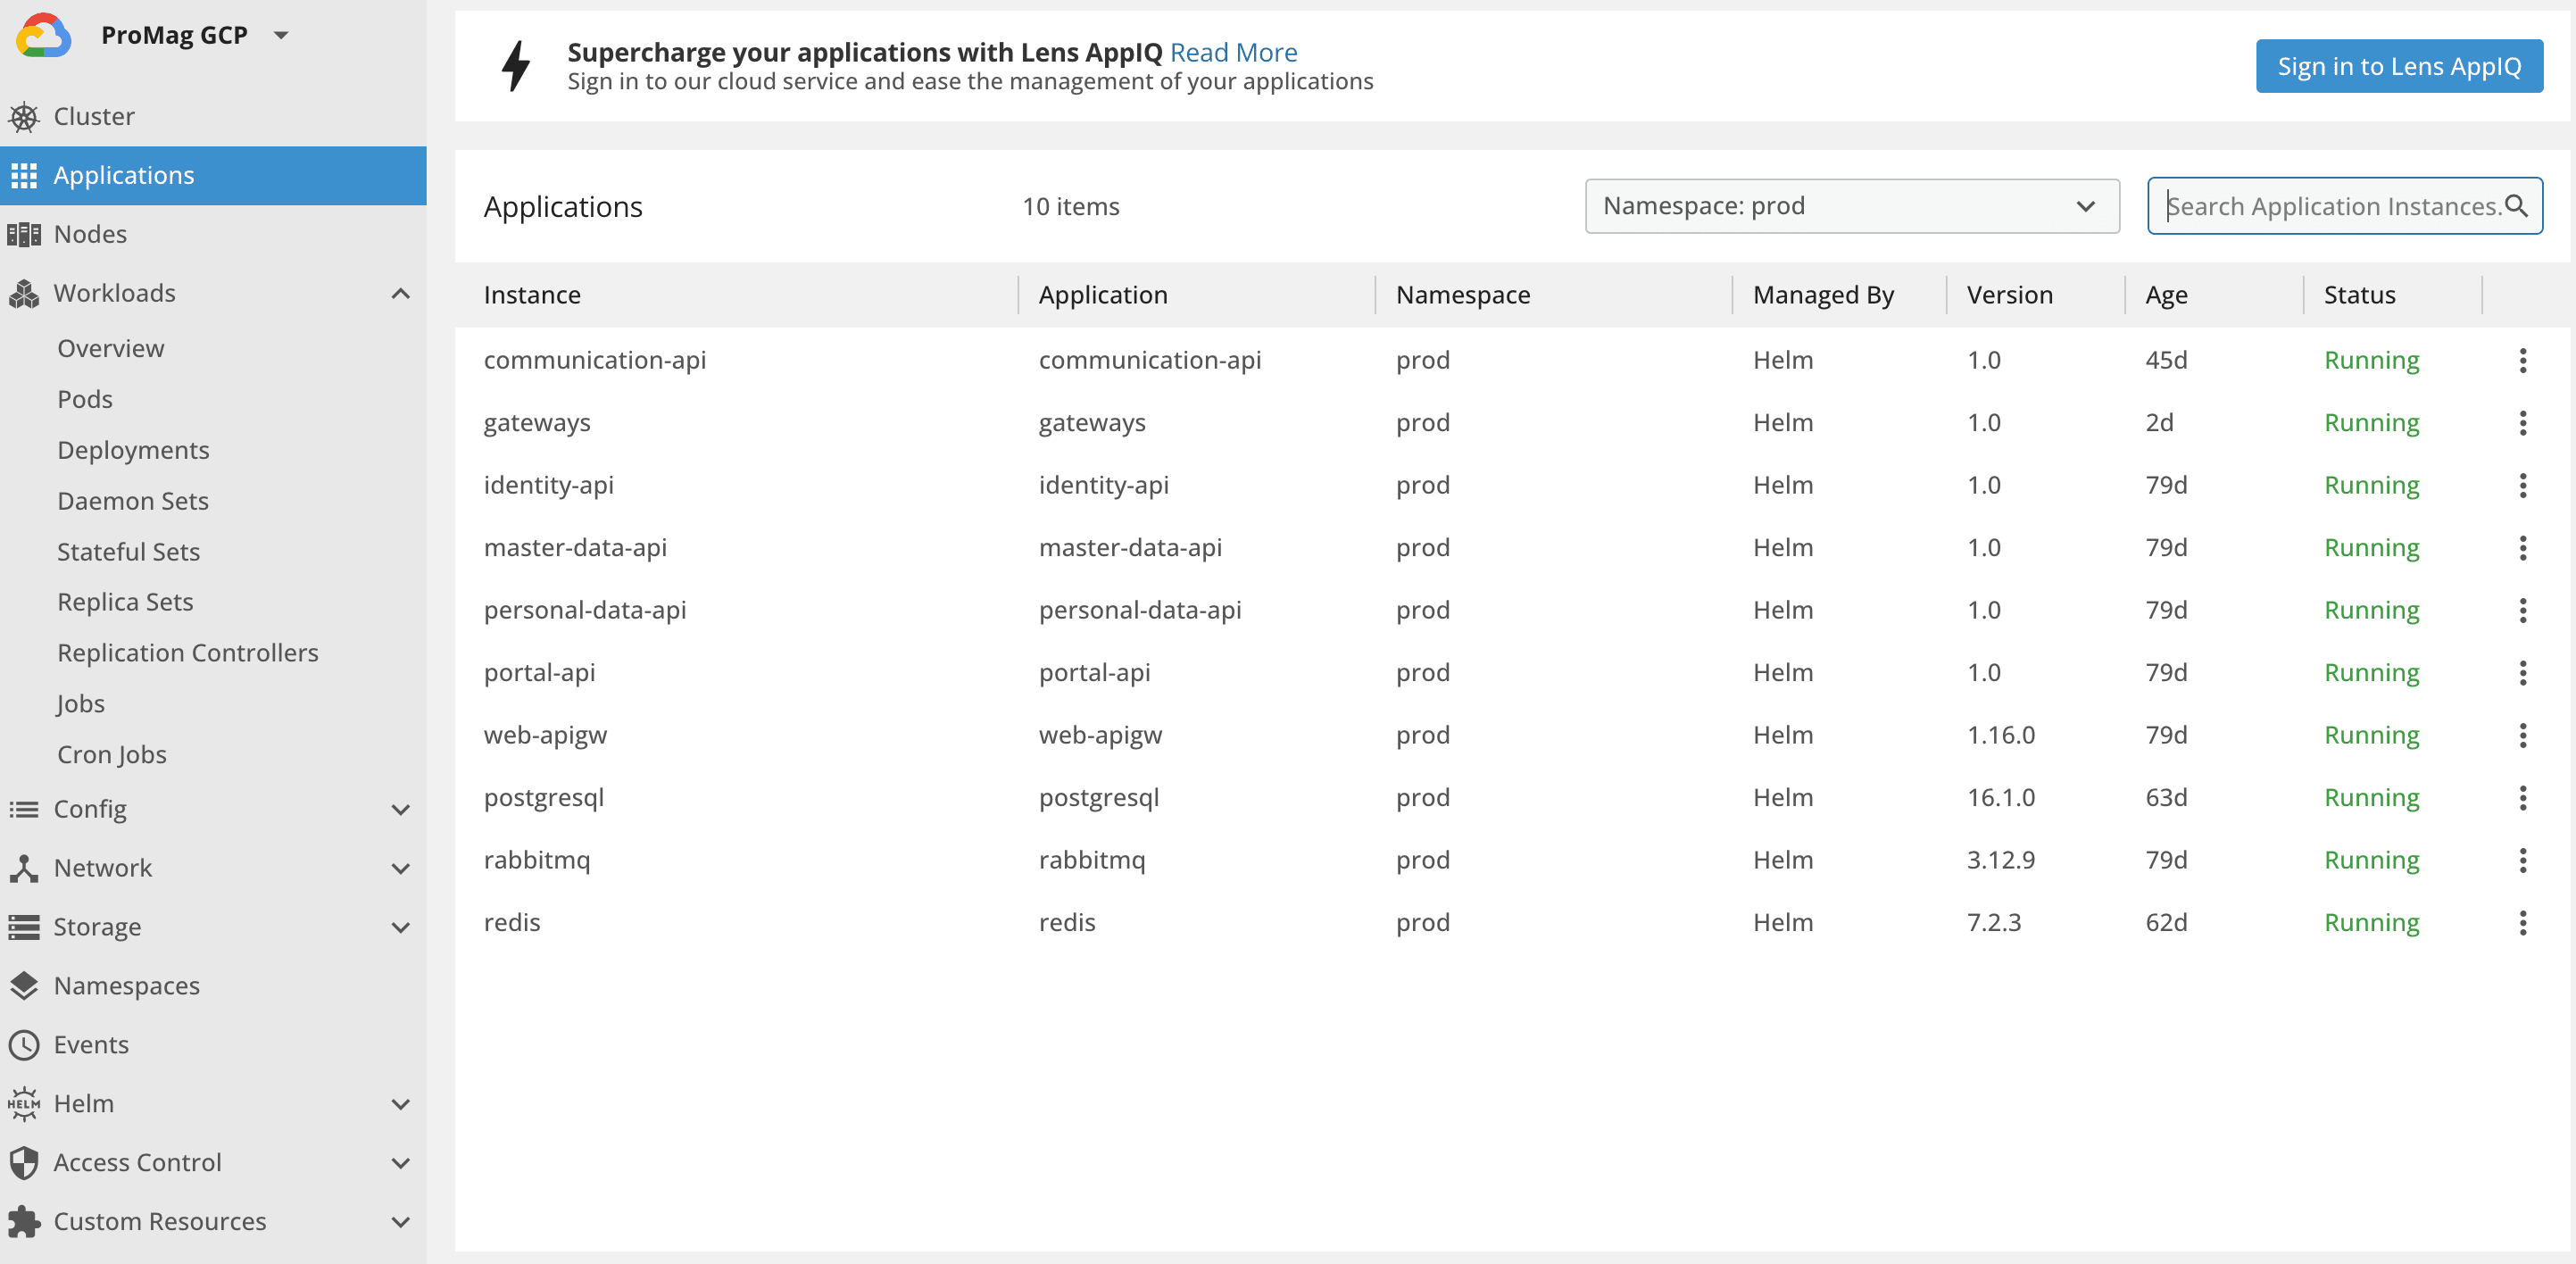 ProMag GCP
Cluster
Applications
Nodes
Workloads
Overview
Pods
Deployments
Daemon Sets
Stateful Sets
Replica Sets
Replication Controllers
Jobs
Cron Jobs
Config
Network
Storage
Namespaces
Events
HELM Helm
Access Control
Custom Resources
Supercharge your applications with Lens AppIQ Read More
Sign in to our cloud service and ease the management of your applications
Sign in to Lens AppIQ
Applications 10 items Namespace: prod Search Application Instances.
Instance Application Namespace Managed By Version Age Status
communication-api communication-api prod Helm 1.0 45d Running
gateways gateways prod Helm 1.0 2d Running
identity-api identity-api prod Helm 1.0 79d Running
master-data-api master-data-api prod Helm 1.0 79d Running
personal-data-api personal-data-api prod Helm 1.0 79d Running
portal-api portal-api prod Helm 1.0 79d Running
web-apigw web-apigw prod Helm 1.16.0 79d Running
postgresql postgresql prod Helm 16.1.0 63d Running
rabbitmq rabbitmq prod Helm 3.12.9 79d Running
redis redis prod Helm 7.2.3 62d Running